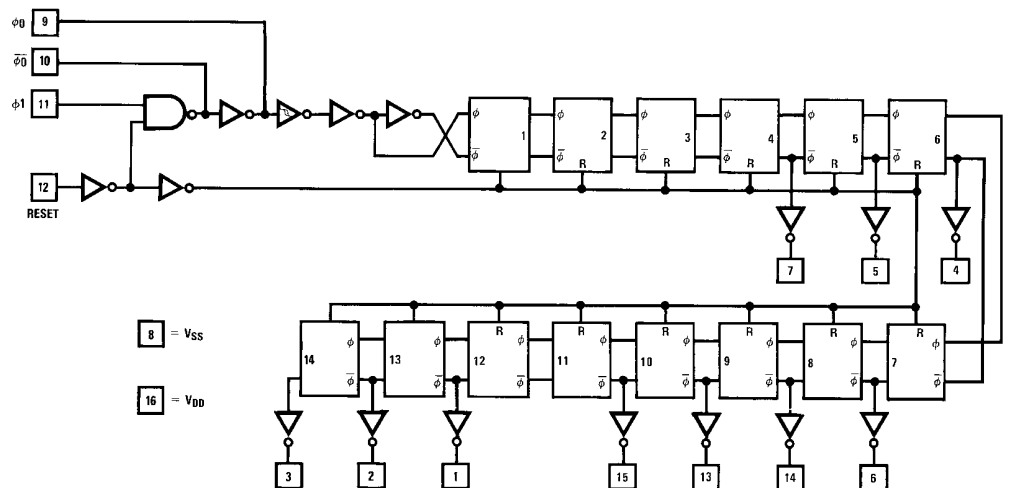 ϕ0 9
ϕ̅0̅ 10
ϕ1 11
12
RESET
ϕ ϕ̅ 1
ϕ ϕ̅ 2 R
ϕ ϕ̅ 3 R
ϕ ϕ̅ 4 R
ϕ ϕ̅ 5 R
ϕ ϕ̅ 6 R
7 5 4
8 = VSS
16 = VDD
14 ϕ ϕ̅
13 ϕ ϕ̅
12 R ϕ ϕ̅
11 R ϕ ϕ̅
10 R ϕ ϕ̅
9 R ϕ ϕ̅
8 R ϕ ϕ̅
7 R ϕ ϕ̅
3 2 1 15 13 14 6